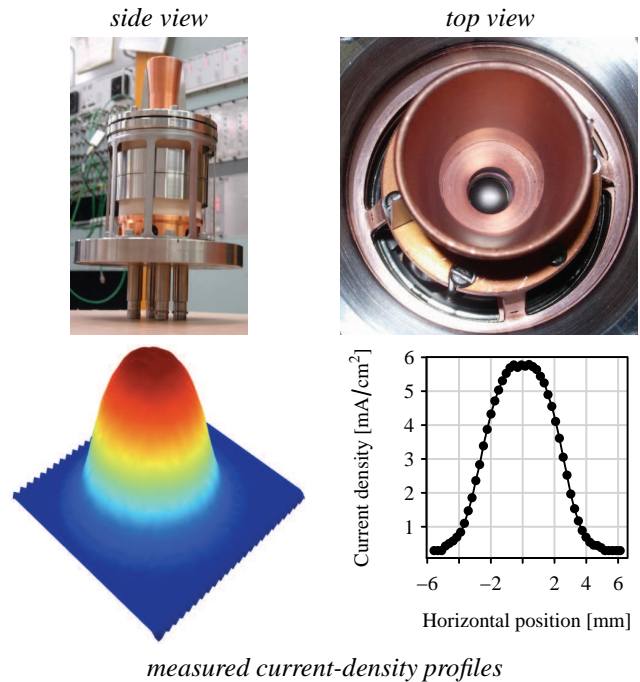 side view
top view
Current density [mA/cm²]
6
5
4
3
2
1
−6 −2 2 4 6
Horizontal position [mm]
measured current-density profiles